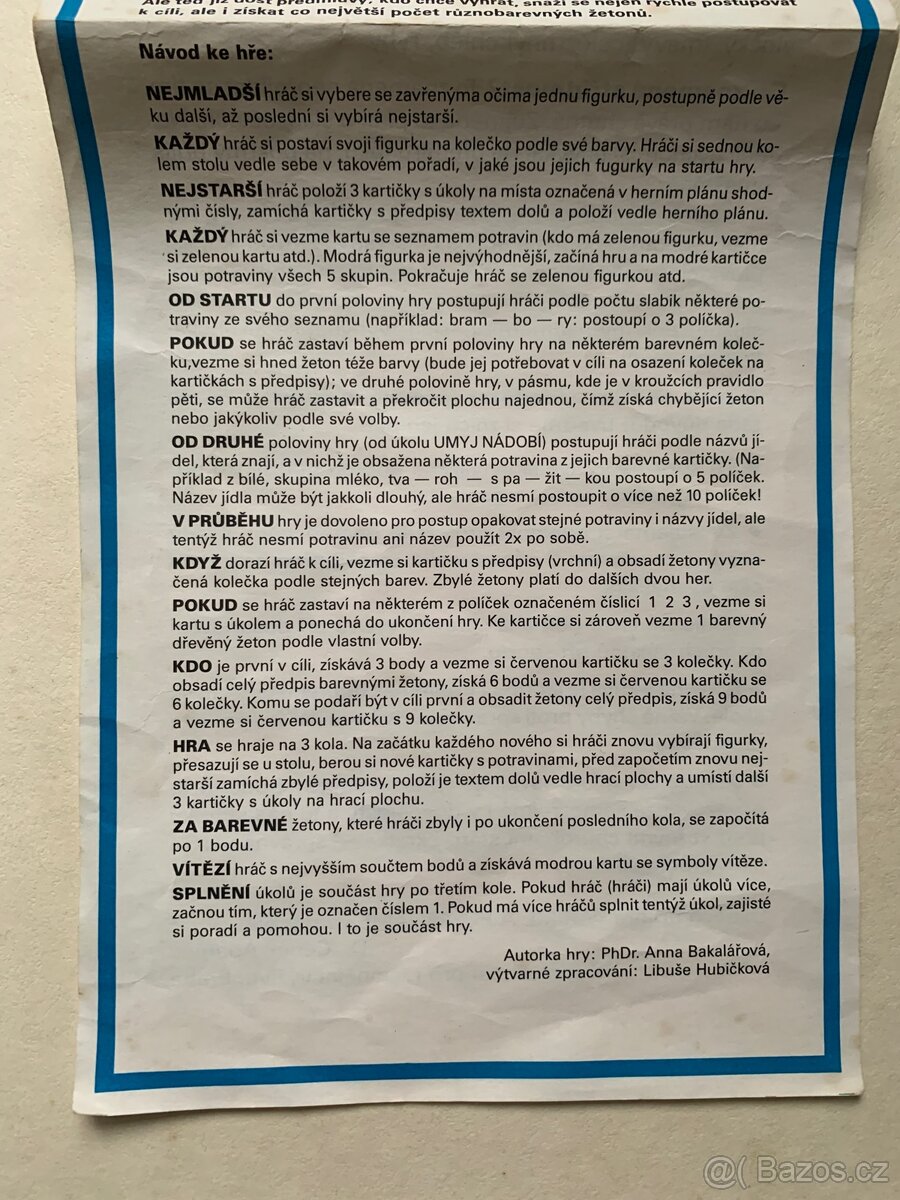 Ale teď již dost předmluvy, kdo chce vyhrát, snaží se nejen rychle postupovat
k cíli, ale i získat co největší počet různobarevných žetonů.
Návod ke hře:
NEJMLADŠÍ hráč si vybere se zavřenýma očima jednu figurku, postupně podle vě-
ku další, až poslední si vybírá nejstarší.
KAŽDÝ hráč si postaví svoji figurku na kolečko podle své barvy. Hráči si sednou ko-
lem stolu vedle sebe v takovém pořadí, v jaké jsou jejich fugurky na startu hry.
NEJSTARŠÍ hráč položí 3 kartičky s úkoly na místa označená v herním plánu shod-
nými čísly, zamíchá kartičky s předpisy textem dolů a položí vedle herního plánu.
KAŽDÝ hráč si vezme kartu se seznamem potravin (kdo má zelenou figurku, vezme
si zelenou kartu atd.). Modrá figurka je nejvýhodnější, začíná hru a na modré kartičce
jsou potraviny všech 5 skupin. Pokračuje hráč se zelenou figurkou atd.
OD STARTU do první poloviny hry postupují hráči podle počtu slabik některé po-
traviny ze svého seznamu (například: bram — bo — ry: postoupí o 3 políčka).
POKUD se hráč zastaví během první poloviny hry na některém barevném koleč-
ku,vezme si hned žeton téže barvy (bude jej potřebovat v cíli na osazení koleček na
kartičkách s předpisy); ve druhé polovině hry, v pásmu, kde je v kroužcích pravidlo
pěti, se může hráč zastavit a překročit plochu najednou, čímž získá chybějící žeton
nebo jakýkoliv podle své volby.
OD DRUHÉ poloviny hry (od úkolu UMYJ NÁDOBÍ) postupují hráči podle názvů jí-
del, která znají, a v nichž je obsažena některá potravina z jejich barevné kartičky. (Na-
příklad z bílé, skupina mléko, tva — roh — s pa — žit — kou postoupí o 5 políček.
Název jídla může být jakkoli dlouhý, ale hráč nesmí postoupit o více než 10 políček!
V PRŮBĚHU hry je dovoleno pro postup opakovat stejné potraviny i názvy jídel, ale
tentýž hráč nesmí potravinu ani název použít 2x po sobě.
KDYŽ dorazí hráč k cíli, vezme si kartičku s předpisy (vrchní) a obsadí žetony vyzna-
čená kolečka podle stejných barev. Zbylé žetony platí do dalších dvou her.
POKUD se hráč zastaví na některém z políček označeném číslicí 1 2 3 , vezme si
kartu s úkolem a ponechá do ukončení hry. Ke kartičce si zároveň vezme 1 barevný
dřevěný žeton podle vlastní volby.
KDO je první v cíli, získává 3 body a vezme si červenou kartičku se 3 kolečky. Kdo
obsadí celý předpis barevnými žetony, získá 6 bodů a vezme si červenou kartičku se
6 kolečky. Komu se podaří být v cíli první a obsadit žetony celý předpis, získá 9 bodů
a vezme si červenou kartičku s 9 kolečky.
HRA se hraje na 3 kola. Na začátku každého nového si hráči znovu vybírají figurky,
přesazují se u stolu, berou si nové kartičky s potravinami, před započetím znovu nej-
starší zamíchá zbylé předpisy, položí je textem dolů vedle hrací plochy a umístí další
3 kartičky s úkoly na hrací plochu.
ZA BAREVNÉ žetony, které hráči zbyly i po ukončení posledního kola, se započítá
po 1 bodu.
VÍTĚZÍ hráč s nejvyšším součtem bodů a získává modrou kartu se symboly vítěze.
SPLNĚNÍ úkolů je součást hry po třetím kole. Pokud hráč (hráči) mají úkolů více,
začnou tím, který je označen číslem 1. Pokud má více hráčů splnit tentýž úkol, zajisté
si poradí a pomohou. I to je součást hry.
Autorka hry: PhDr. Anna Bakalářová,
výtvarné zpracování: Libuše Hubičková
@( Bazos.cz